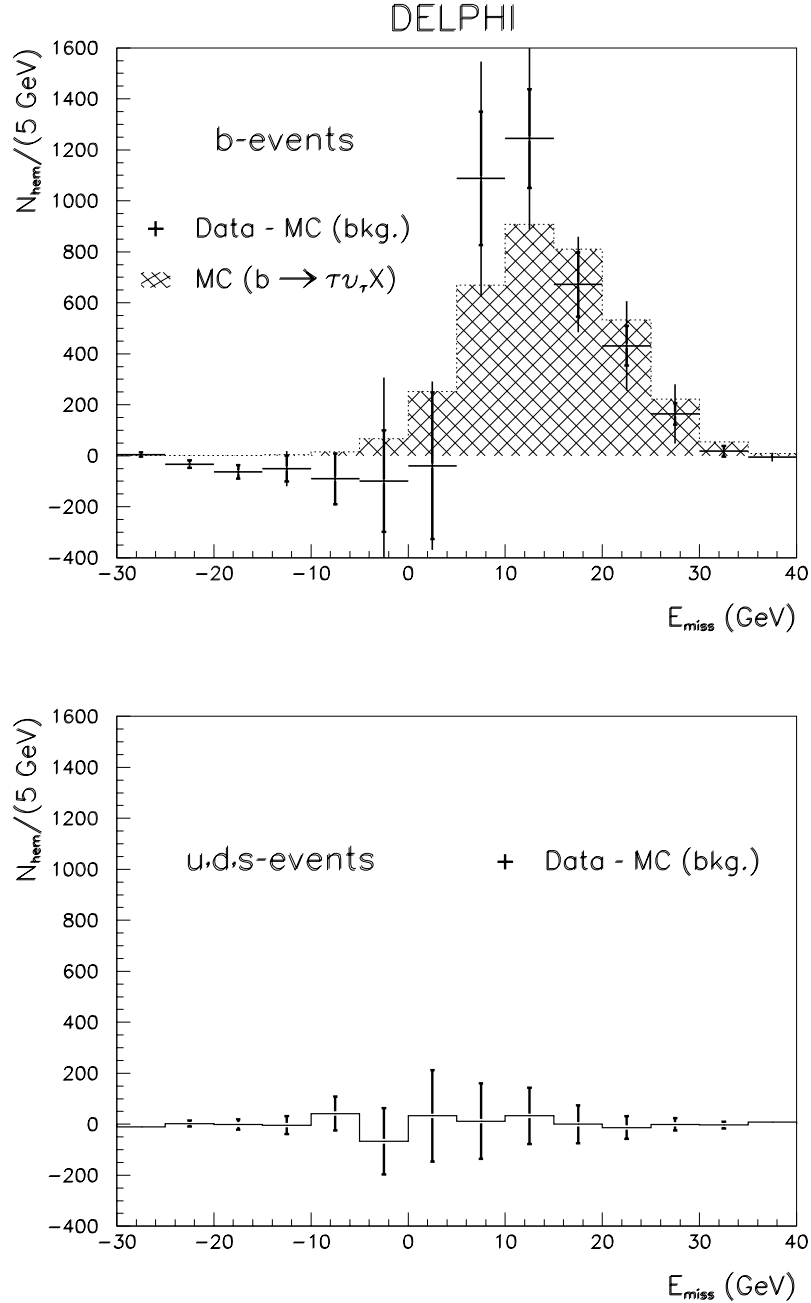 DELPHI
N_hem/(5 GeV)
1600
1400
1200
1000
800
600
400
200
0
−200
−400
b−events
Data − MC (bkg.)
MC (b → τυ_τX)
−30 −20 −10 0 10 20 30 40
E_miss (GeV)
N_hem/(5 GeV)
1600
1400
1200
1000
800
600
400
200
0
−200
−400
u,d,s−events
Data − MC (bkg.)
−30 −20 −10 0 10 20 30 40
E_miss (GeV)